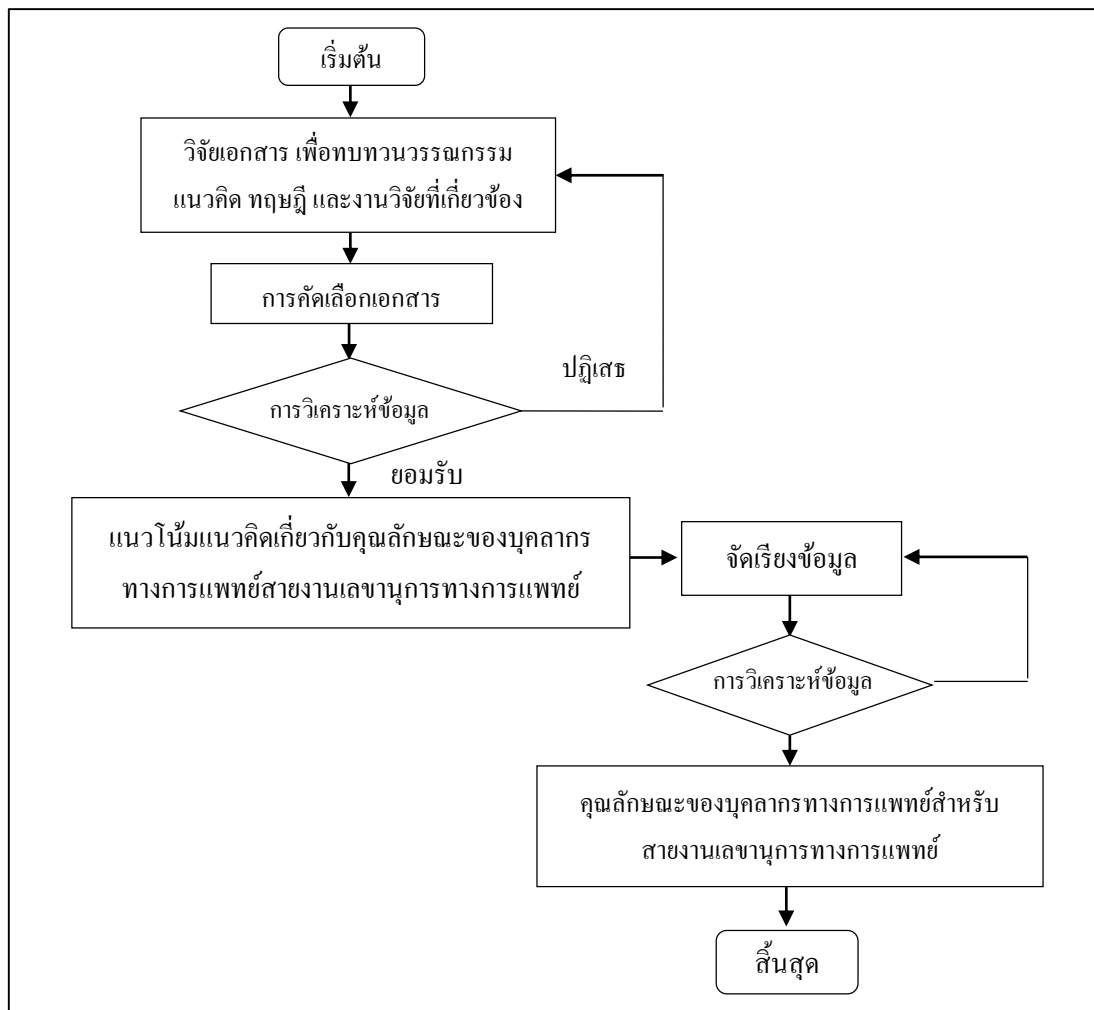 เริ่มต้น
วิจัยเอกสาร เพื่อทบทวนวรรณกรรม
แนวคิด ทฤษฎี และงานวิจัยที่เกี่ยวข้อง
การคัดเลือกเอกสาร
ปฏิเสธ
การวิเคราะห์ข้อมูล
ยอมรับ
แนวโน้มแนวคิดเกี่ยวกับคุณลักษณะของบุคลากร
ทางการแพทย์สายงานเลขานุการทางการแพทย์
จัดเรียงข้อมูล
การวิเคราะห์ข้อมูล
คุณลักษณะของบุคลากรทางการแพทย์สำหรับ
สายงานเลขานุการทางการแพทย์
สิ้นสุด